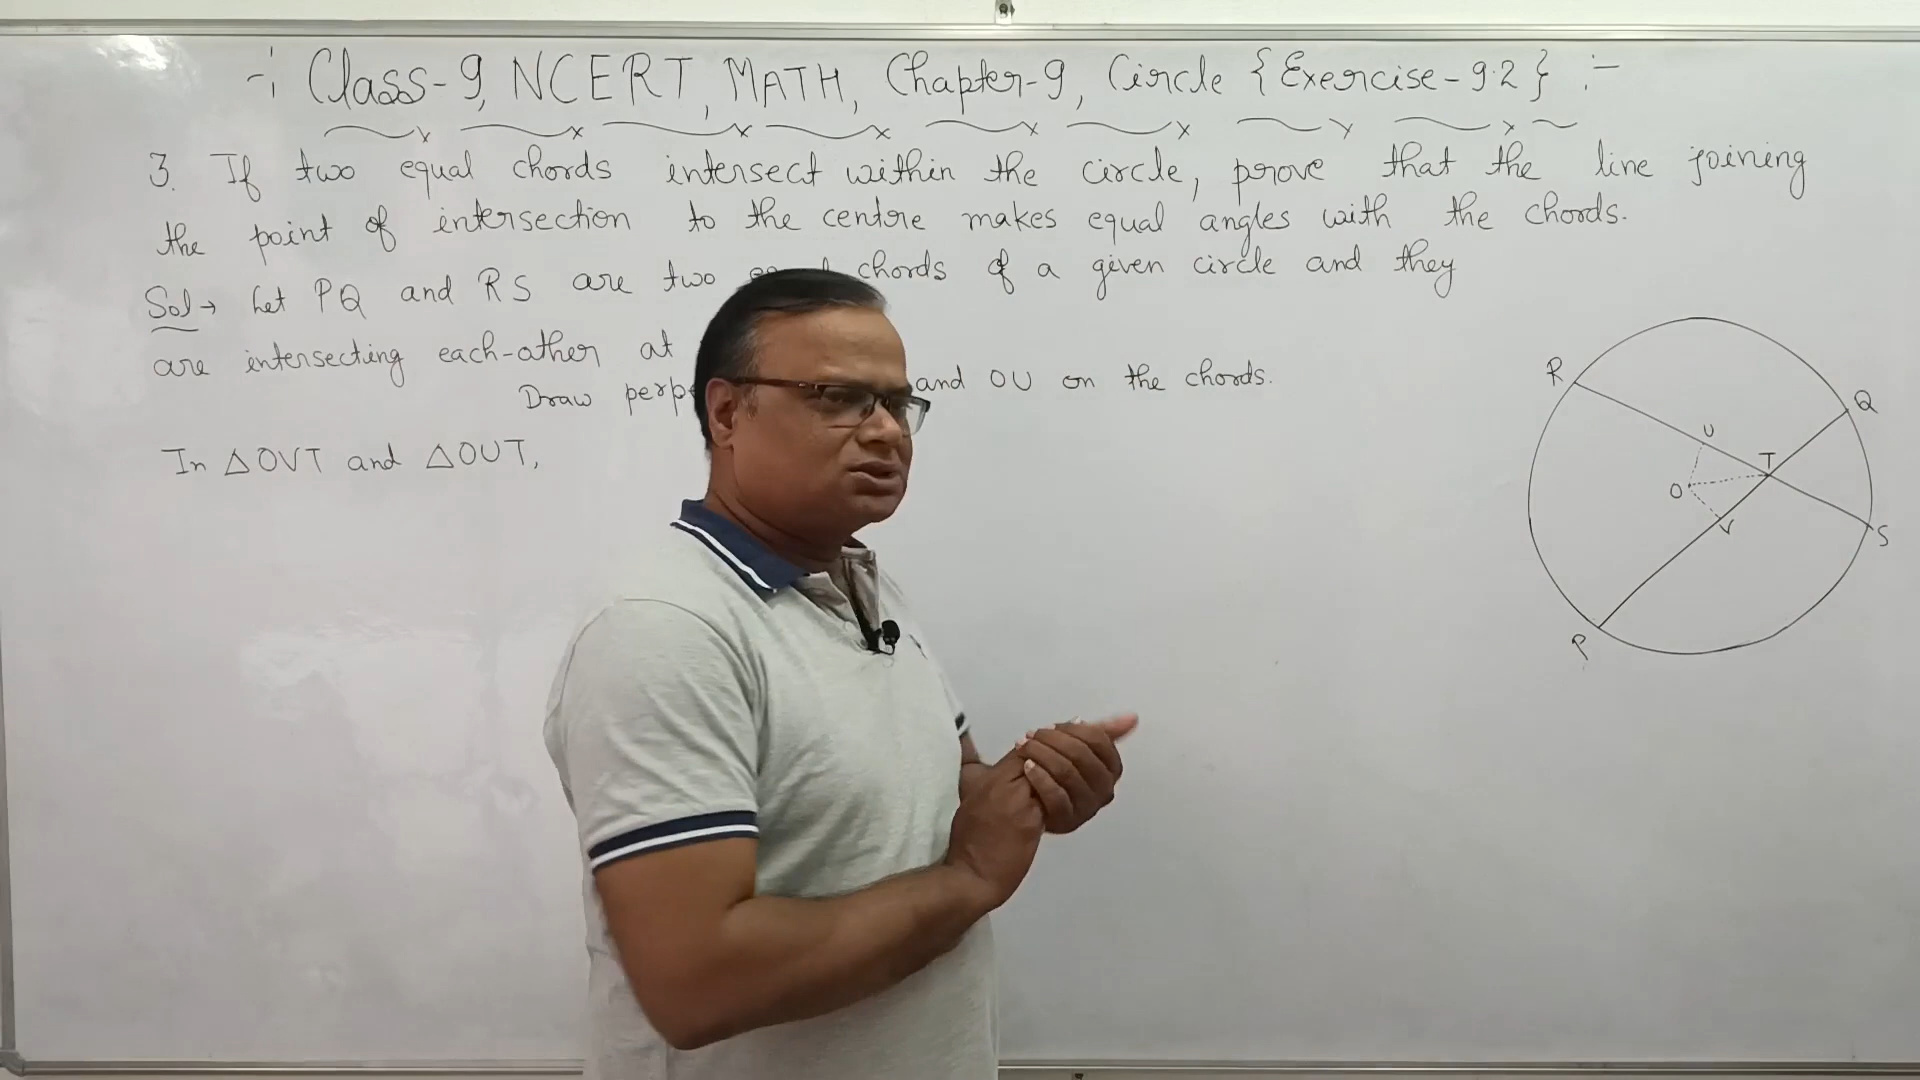 -: Class-9, NCERT, MATH, Chapter-9, Circle {Exercise-9.2} :-
3. If two equal chords intersect within the circle, prove that the line joining
the point of intersection to the centre makes equal angles with the chords.
Sol→ Let PQ and RS are two chords of a given circle and they
are intersecting each-other at
Draw and OU on the chords.
In △OVT and △OUT,
R
Q
U
T
O
V
S
P